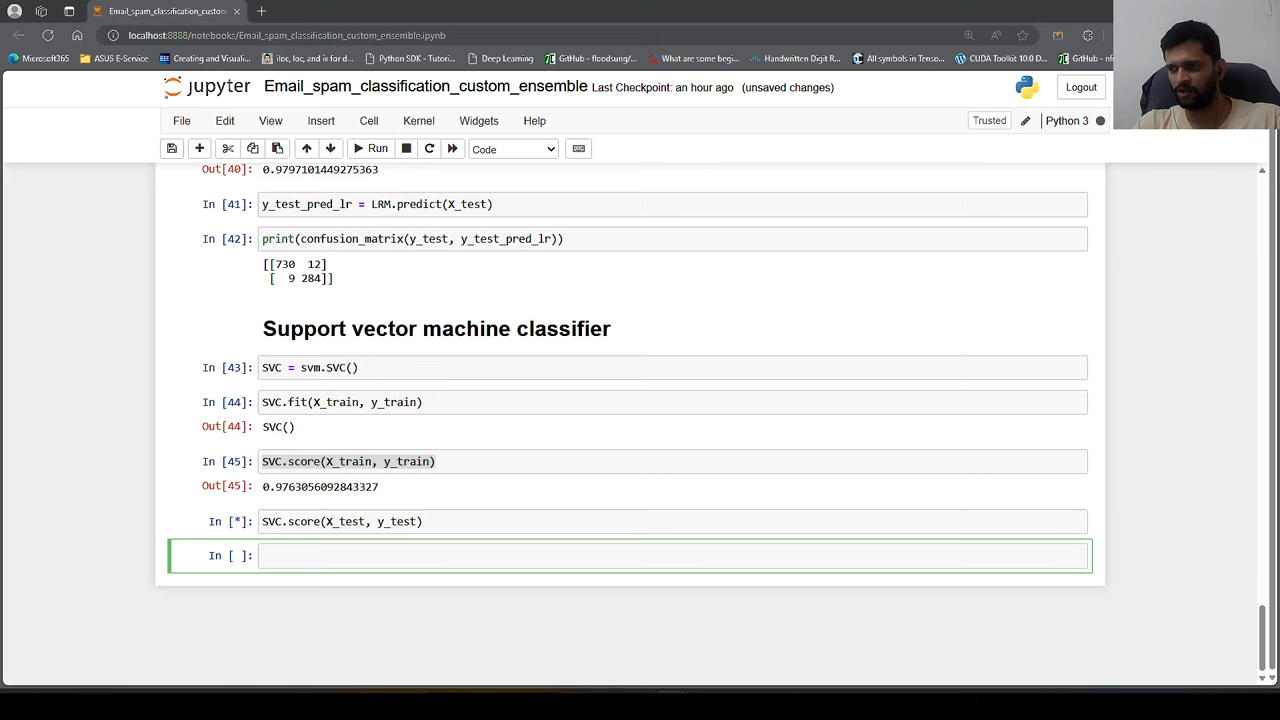 Email_spam_classification_custom
localhost:8888/notebooks/Email_spam_classification_custom_ensemble.ipynb
Microsoft365
ASUS E-Service
Creating and Visuali...
iloc, loc, and ix for d...
Python SDK - Tutori...
Deep Learning
GitHub - floodsung/...
What are some begi...
Handwritten Digit R...
All symbols in Tenso...
CUDA Toolkit 10.0 D...
GitHub - nf
jupyter Email_spam_classification_custom_ensemble Last Checkpoint: an hour ago (unsaved changes)
Logout
File Edit View Insert Cell Kernel Widgets Help
Trusted
Python 3
Run
Code
Out[40]: 0.9797101449275363
In [41]: y_test_pred_lr = LRM.predict(X_test)
In [42]: print(confusion_matrix(y_test, y_test_pred_lr))
[[730 12]
[ 9 284]]
Support vector machine classifier
In [43]: SVC = svm.SVC()
In [44]: SVC.fit(X_train, y_train)
Out[44]: SVC()
In [45]: SVC.score(X_train, y_train)
Out[45]: 0.9763056092843327
In [*]: SVC.score(X_test, y_test)
In [ ]: